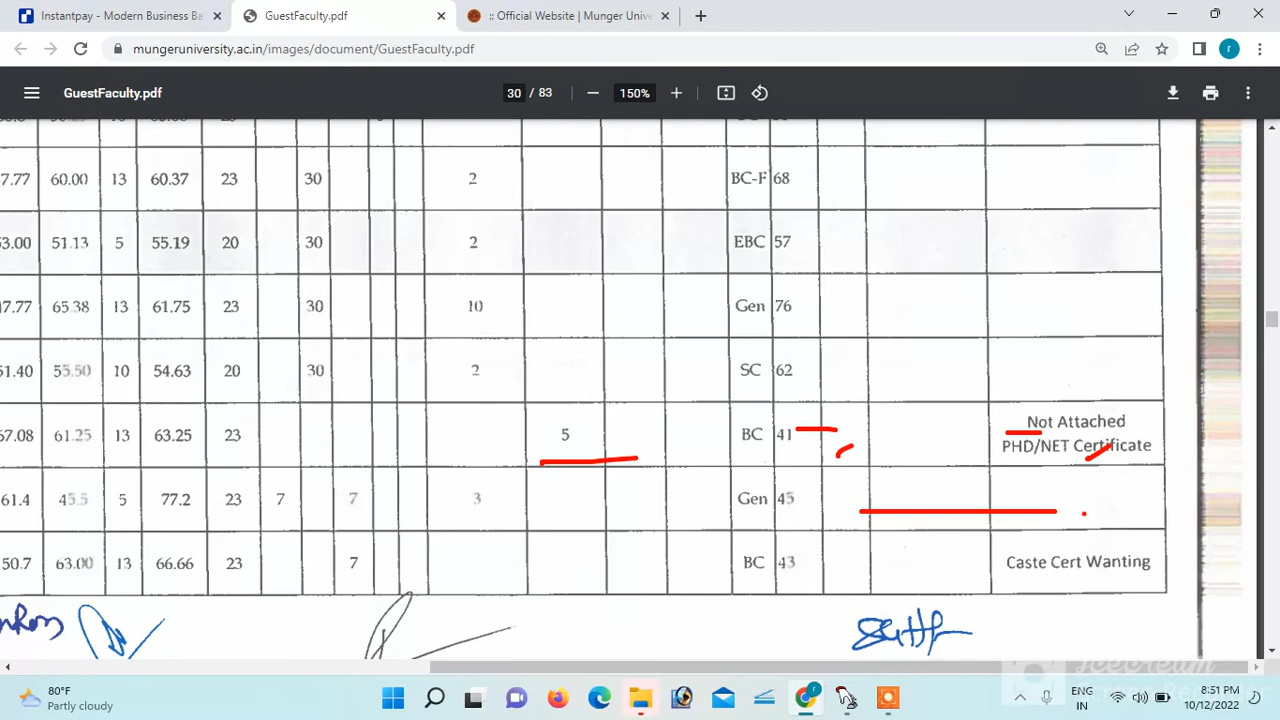 Instantpay - Modern Business Ba
GuestFaculty.pdf
:: Official Website | Munger Unive
mungeruniversity.ac.in/images/document/GuestFaculty.pdf
r
GuestFaculty.pdf
30 / 83
150%
7.77 60.00 13 60.37 23 30 2 BC-F 68
53.00 51.13 5 55.19 20 30 2 EBC 57
47.77 65.38 13 61.75 23 30 10 Gen 76
51.40 55.50 10 54.63 20 30 2 SC 62
67.08 61.25 13 63.25 23 5 BC 41 Not Attached
PHD/NET Certificate
61.4 45.5 5 77.2 23 7 7 3 Gen 45
50.7 63.00 13 66.66 23 7 BC 43 Caste Cert Wanting
80°F
Partly cloudy
ENG
IN
8:51 PM
10/12/2022